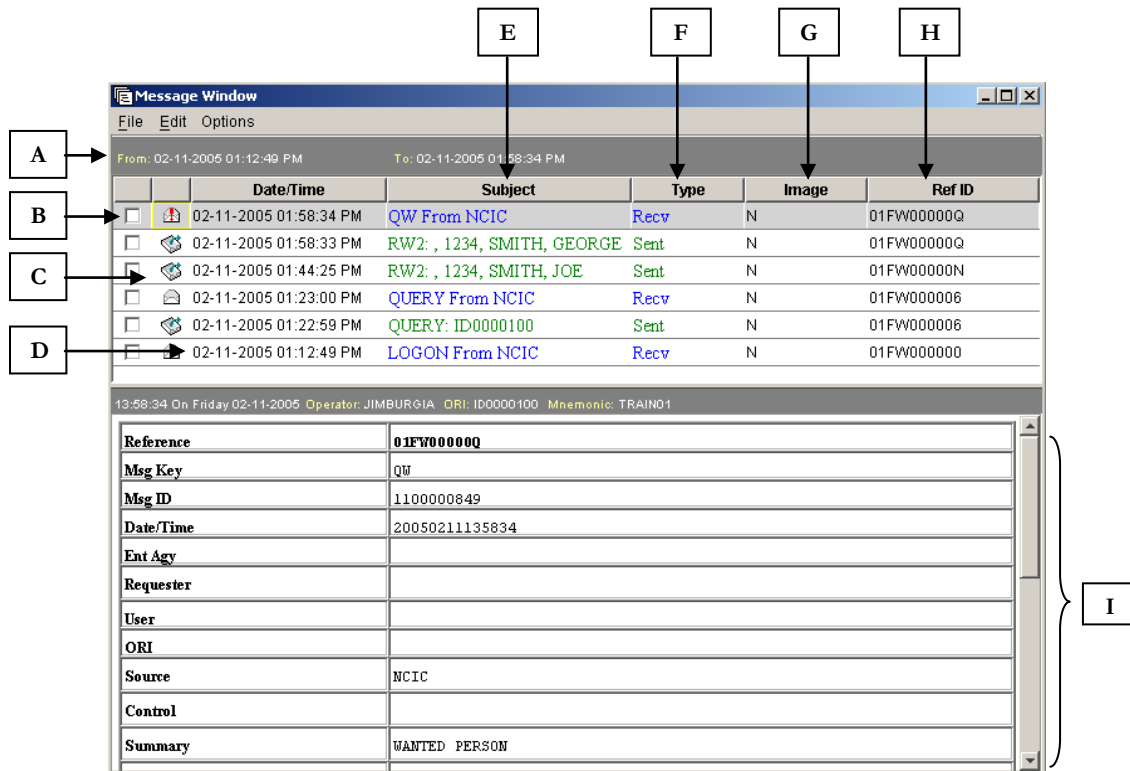 E F G H
Message Window
File Edit Options
A
From: 02-11-2005 01:12:49 PM To: 02-11-2005 01:58:34 PM
Date/Time Subject Type Image Ref ID
B
02-11-2005 01:58:34 PM QW From NCIC Recv N 01FW00000Q
02-11-2005 01:58:33 PM RW2: , 1234, SMITH, GEORGE Sent N 01FW00000Q
C
02-11-2005 01:44:25 PM RW2: , 1234, SMITH, JOE Sent N 01FW00000N
02-11-2005 01:23:00 PM QUERY From NCIC Recv N 01FW000006
02-11-2005 01:22:59 PM QUERY: ID0000100 Sent N 01FW000006
D
02-11-2005 01:12:49 PM LOGON From NCIC Recv N 01FW000000
13:58:34 On Friday 02-11-2005 Operator: JIMBURGIA ORI: ID0000100 Mnemonic: TRAIN01
Reference 01FW00000Q
Msg Key QW
Msg ID 1100000849
Date/Time 20050211135834
Ent Agy
Requester
User
I
ORI
Source NCIC
Control
Summary WANTED PERSON